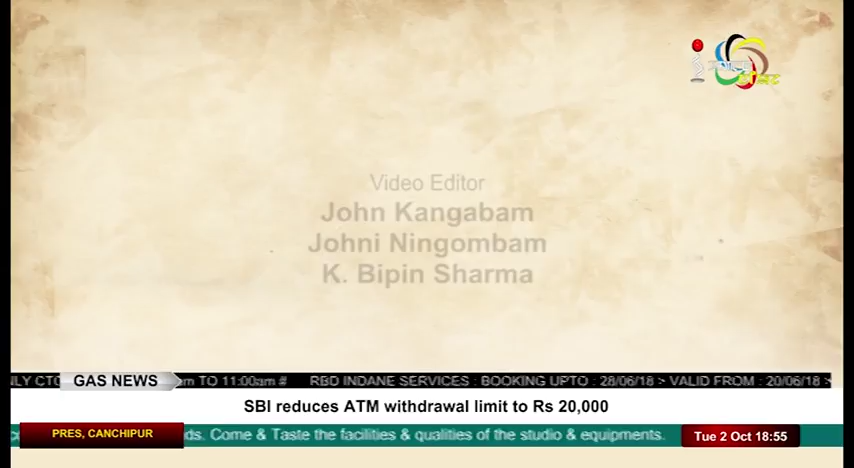 Video Editor
John Kangabam
Johni Ningombam
K. Bipin Sharma
GAS NEWS
TO 11:00am # RBD INDANE SERVICES : BOOKING UPTO : 28/06/18 > VALID FROM : 20/06/18 >
SBI reduces ATM withdrawal limit to Rs 20,000
PRES, CANCHIPUR
ds. Come & Taste the facilities & qualities of the studio & equipments.
Tue 2 Oct 18:55